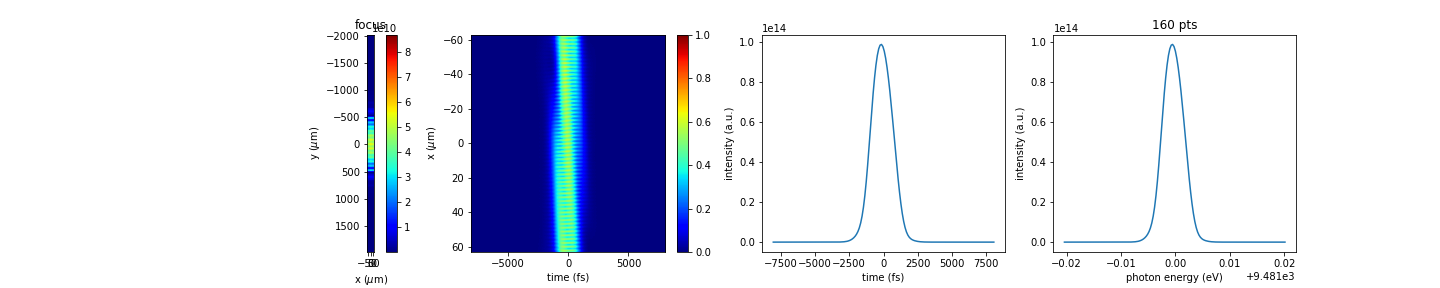 focus
1e10
y (μm)
−2000
−1500
−1000
−500
0
500
1000
1500
x (μm)
8
7
6
5
4
3
2
1
x (μm)
−60
−40
−20
0
20
40
60
−5000 0 5000
time (fs)
1.0
0.8
0.6
0.4
0.2
0.0
1e14
intensity (a.u.)
1.0
0.8
0.6
0.4
0.2
0.0
−7500 −5000 −2500 0 2500 5000 7500
time (fs)
160 pts
1e14
intensity (a.u.)
1.0
0.8
0.6
0.4
0.2
0.0
−0.02 −0.01 0.00 0.01 0.02
photon energy (eV)
+9.481e3